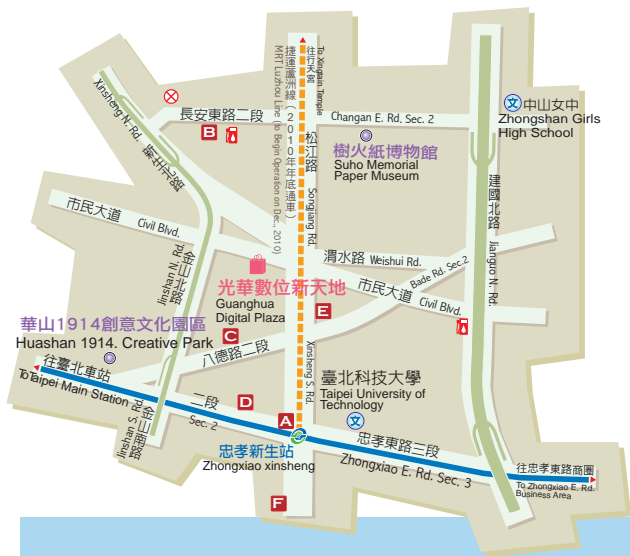 往行天宮
To Xingtian Temple
捷運蘆洲線(2010年年底通車)
MRT Luzhou Line (to Begin Operation on Dec., 2010)
松江路
Songjiang Rd.
Xinsheng N. Rd.
新生北路
長安東路二段
Changan E. Rd. Sec. 2
B
文
中山女中
Zhongshan Girls
High School
樹火紙博物館
Suho Memorial
Paper Museum
建國北路
Jianguo N. Rd.
市民大道
Civil Blvd.
金山北路
Jinshan N. Rd.
渭水路 Weishui Rd.
Bade Rd. Sec.2
市民大道
Civil Blvd.
光華數位新天地
Guanghua
Digital Plaza
E
華山1914創意文化園區
Huashan 1914. Creative Park
C
八德路二段
Xinsheng S. Rd.
往臺北車站
To Taipei Main Station
臺北科技大學
Taipei University of
Technology
文
D
二段
Sec. 2
A
金山南路
Jinshan S. Rd.
忠孝新生站
Zhongxiao xinsheng
忠孝東路三段
Zhongxiao E. Rd. Sec. 3
往忠孝東路商圈
To Zhongxiao E. Rd.
Business Area
F